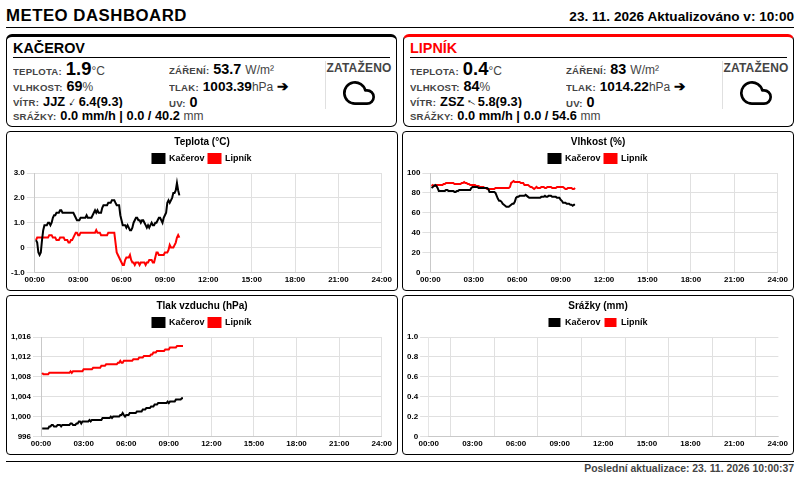 METEO DASHBOARD
23. 11. 2026 Aktualizováno v: 10:00
KAČEROV
TEPLOTA: 1.9°C
ZÁŘENÍ: 53.7 W/m²
ZATAŽENO
VLHKOST: 69%
TLAK: 1003.39hPa ➔
VÍTR: JJZ ↓ 6.4(9.3)
UV: 0
SRÁŽKY: 0.0 mm/h | 0.0 / 40.2 mm
LIPNÍK
TEPLOTA: 0.4°C
ZÁŘENÍ: 83 W/m²
ZATAŽENO
VLHKOST: 84%
TLAK: 1014.22hPa ➔
VÍTR: ZSZ ← 5.8(9.3)
UV: 0
SRÁŽKY: 0.0 mm/h | 0.0 / 54.6 mm
Teplota (°C)
Kačerov Lipník
3.0
2.0
1.0
0
-1.0
00:00 03:00 06:00 09:00 12:00 15:00 18:00 21:00 24:00
Vlhkost (%)
Kačerov Lipník
100
80
60
40
20
0
00:00 03:00 06:00 09:00 12:00 15:00 18:00 21:00 24:00
Tlak vzduchu (hPa)
Kačerov Lipník
1,016
1,012
1,008
1,004
1,000
996
00:00 03:00 06:00 09:00 12:00 15:00 18:00 21:00 24:00
Srážky (mm)
Kačerov Lipník
1.0
0.8
0.6
0.4
0.2
0
00:00 03:00 06:00 09:00 12:00 15:00 18:00 21:00 24:00
Poslední aktualizace: 23. 11. 2026 10:00:37